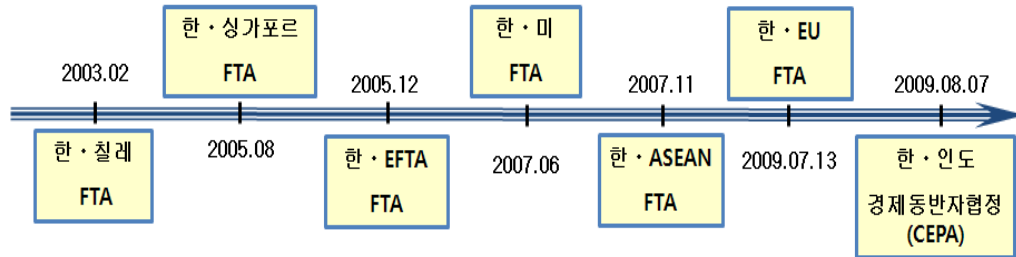 한・싱가포르
FTA
한・미
FTA
한・EU
FTA
2003.02
2005.12
2007.11
2009.08.07
한・칠레
FTA
2005.08
한・EFTA
FTA
2007.06
한・ASEAN
FTA
2009.07.13
한・인도
경제동반자협정
(CEPA)